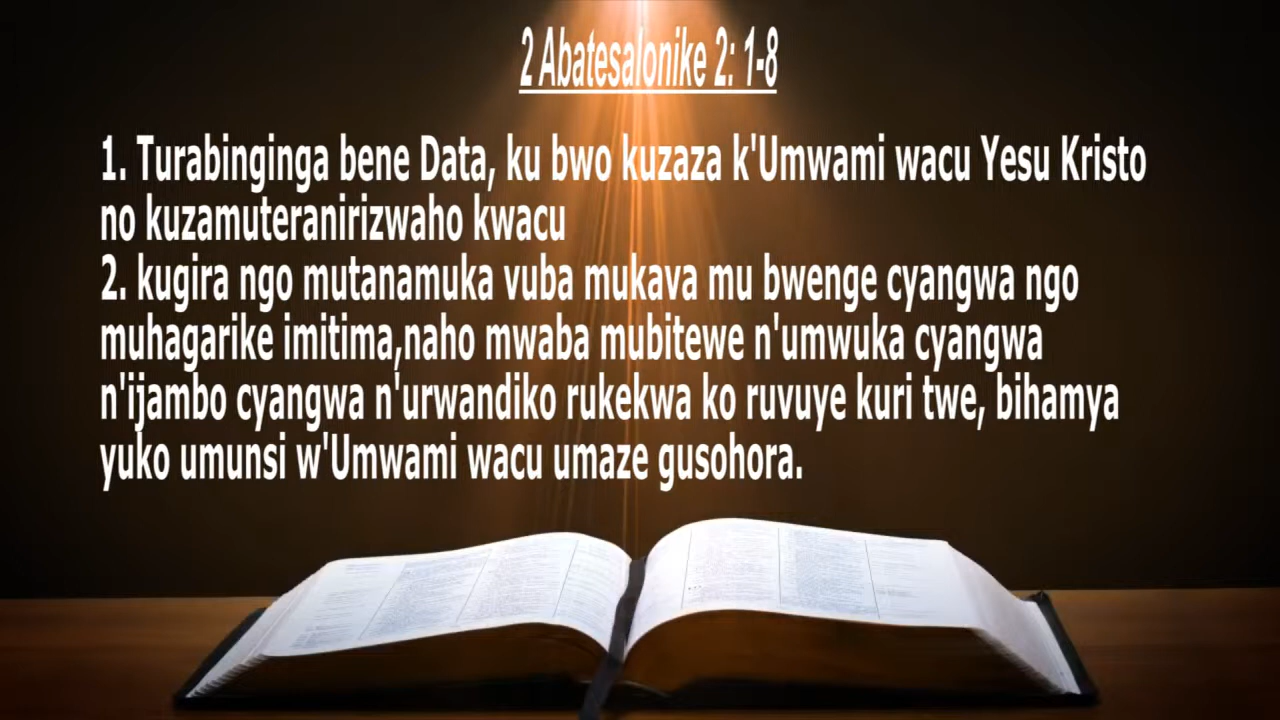 2 Abatesalonike 2: 1-8
1. Turabinginga bene Data, ku bwo kuzaza k'Umwami wacu Yesu Kristo
no kuzamuteranirizwaho kwacu
2. kugira ngo mutanamuka vuba mukava mu bwenge cyangwa ngo
muhagarike imitima,naho mwaba mubitewe n'umwuka cyangwa
n'ijambo cyangwa n'urwandiko rukekwa ko ruvuye kuri twe, bihamya
yuko umunsi w'Umwami wacu umaze gusohora.